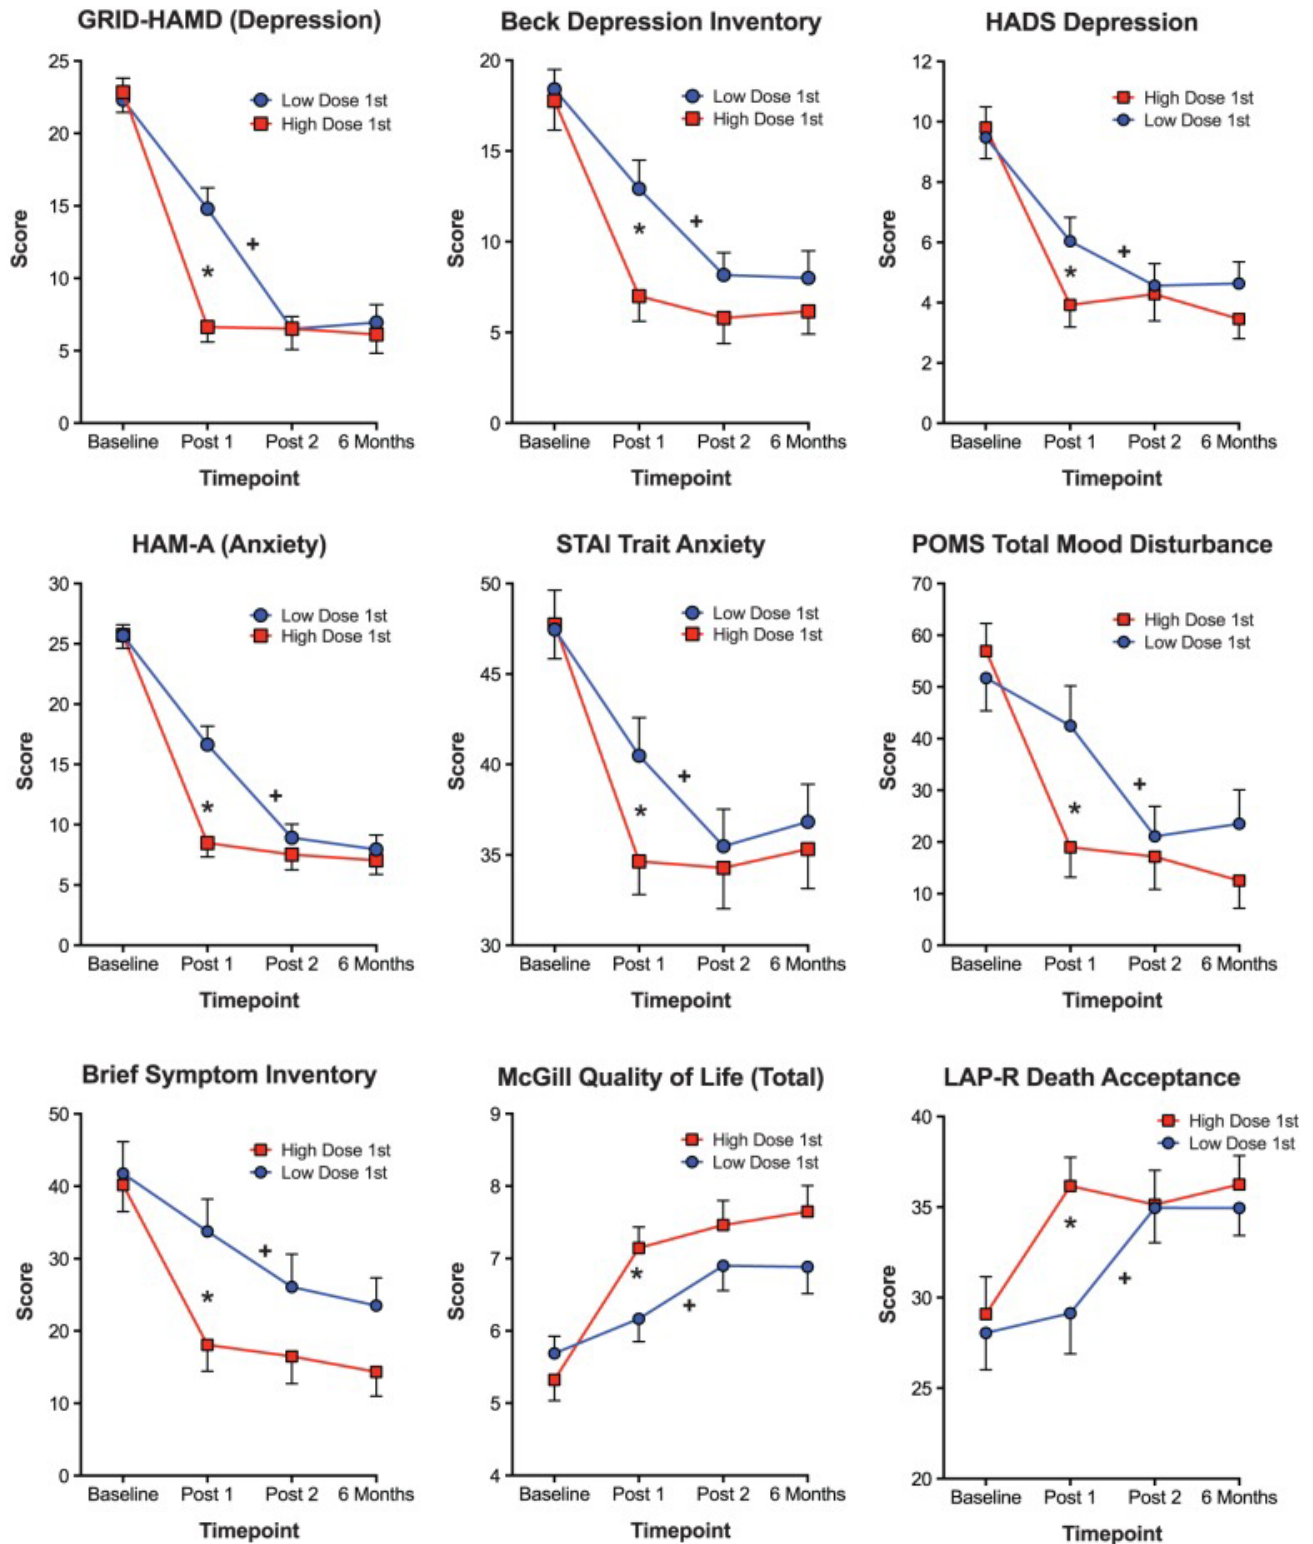 GRID-HAMD (Depression)
25
20
15
10
5
0
Score
Low Dose 1st
High Dose 1st
*
+
Baseline Post 1 Post 2 6 Months
Timepoint
Beck Depression Inventory
20
15
10
5
0
Score
Low Dose 1st
High Dose 1st
*
+
Baseline Post 1 Post 2 6 Months
Timepoint
HADS Depression
12
10
8
6
4
2
0
Score
High Dose 1st
Low Dose 1st
*
+
Baseline Post 1 Post 2 6 Months
Timepoint
HAM-A (Anxiety)
30
25
20
15
10
5
0
Score
Low Dose 1st
High Dose 1st
*
+
Baseline Post 1 Post 2 6 Months
Timepoint
STAI Trait Anxiety
50
45
40
35
30
Score
Low Dose 1st
High Dose 1st
*
+
Baseline Post 1 Post 2 6 Months
Timepoint
POMS Total Mood Disturbance
70
60
50
40
30
20
10
0
Score
High Dose 1st
Low Dose 1st
*
+
Baseline Post 1 Post 2 6 Months
Timepoint
Brief Symptom Inventory
50
40
30
20
10
0
Score
High Dose 1st
Low Dose 1st
*
+
Baseline Post 1 Post 2 6 Months
Timepoint
McGill Quality of Life (Total)
9
8
7
6
5
4
Score
High Dose 1st
Low Dose 1st
*
+
Baseline Post 1 Post 2 6 Months
Timepoint
LAP-R Death Acceptance
40
35
30
25
20
Score
High Dose 1st
Low Dose 1st
*
+
Baseline Post 1 Post 2 6 Months
Timepoint